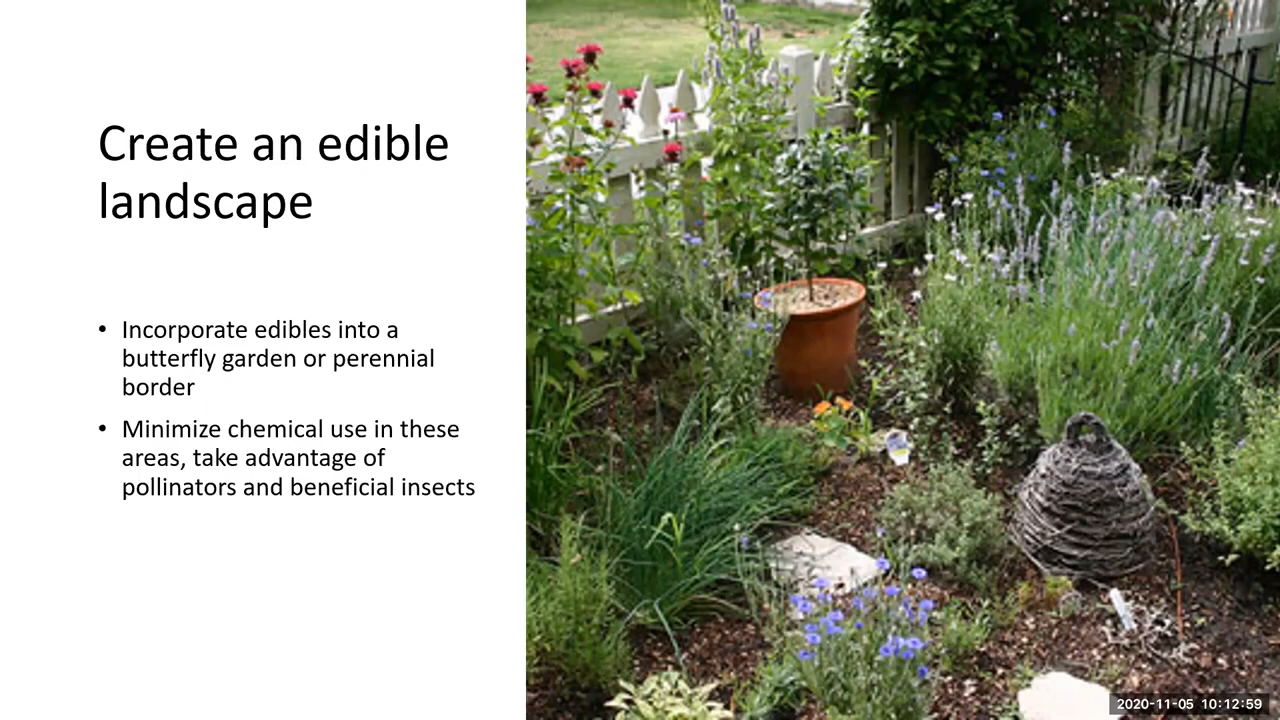 Create an edible
landscape
• Incorporate edibles into a
butterfly garden or perennial
border
• Minimize chemical use in these
areas, take advantage of
pollinators and beneficial insects
2020-11-05 10:12:59